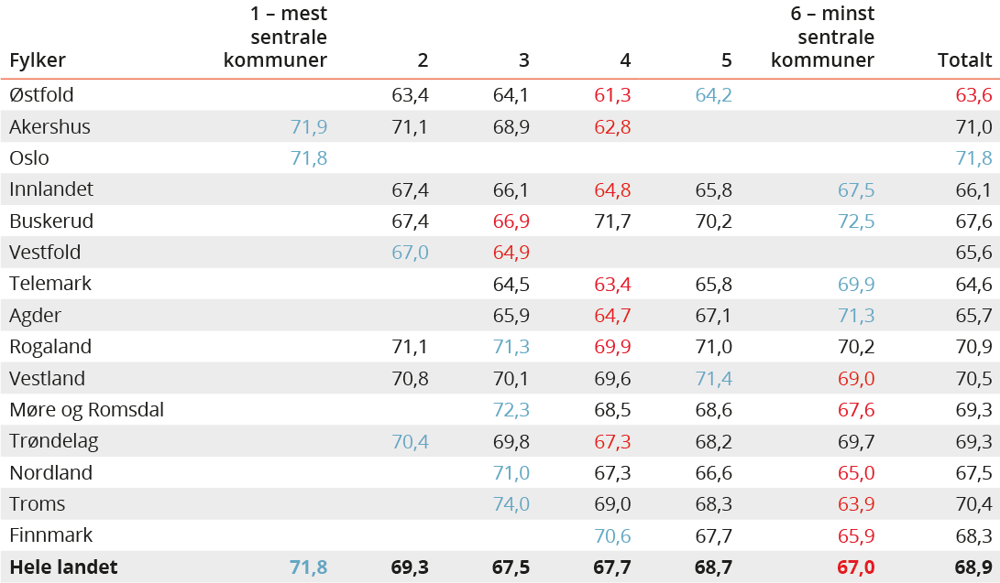 1 – mest sentrale kommuner 6 – minst sentrale kommuner
Fylker 2 3 4 5 Totalt
Østfold 63,4 64,1 61,3 64,2 63,6
Akershus 71,9 71,1 68,9 62,8 71,0
Oslo 71,8 71,8
Innlandet 67,4 66,1 64,8 65,8 67,5 66,1
Buskerud 67,4 66,9 71,7 70,2 72,5 67,6
Vestfold 67,0 64,9 65,6
Telemark 64,5 63,4 65,8 69,9 64,6
Agder 65,9 64,7 67,1 71,3 65,7
Rogaland 71,1 71,3 69,9 71,0 70,2 70,9
Vestland 70,8 70,1 69,6 71,4 69,0 70,5
Møre og Romsdal 72,3 68,5 68,6 67,6 69,3
Trøndelag 70,4 69,8 67,3 68,2 69,7 69,3
Nordland 71,0 67,3 66,6 65,0 67,5
Troms 74,0 69,0 68,3 63,9 70,4
Finnmark 70,6 67,7 65,9 68,3
Hele landet 71,8 69,3 67,5 67,7 68,7 67,0 68,9